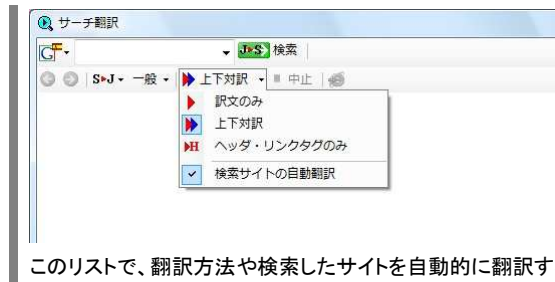 サーチ翻訳
G
J▶S 検索
S▶J 一般 上下対訳 中止
訳文のみ
上下対訳
H ヘッダ・リンクタグのみ
検索サイトの自動翻訳
このリストで、翻訳方法や検索したサイトを自動的に翻訳す